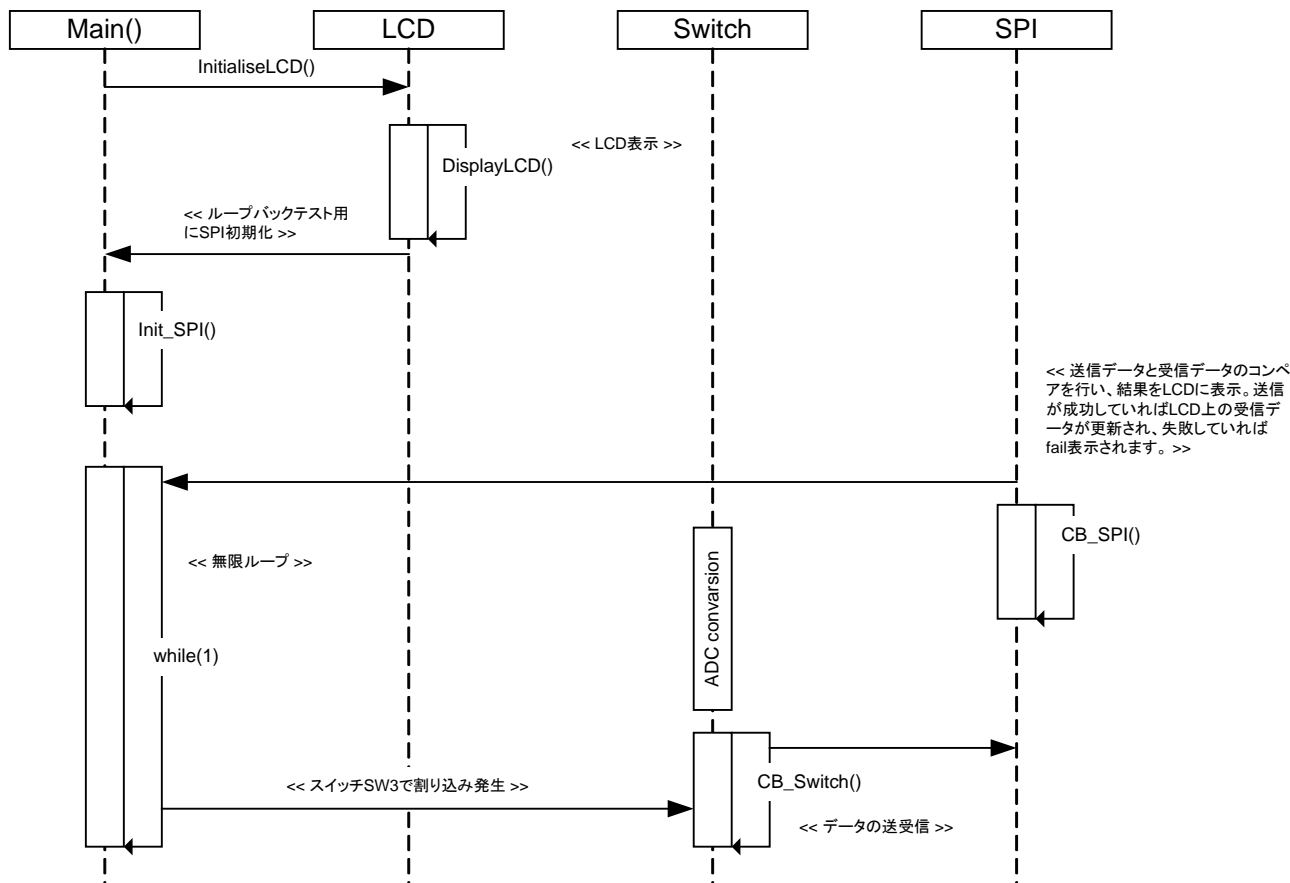 Main()
LCD
Switch
SPI
InitialiseLCD()
<< LCD表示 >>
DisplayLCD()
<< ループバックテスト用
にSPI初期化 >>
Init_SPI()
<< 送信データと受信データのコンペ
アを行い、結果をLCDに表示。送信
が成功していればLCD上の受信デ
ータが更新され、失敗していれば
fail表示されます。>>
CB_SPI()
<< 無限ループ >>
ADC convarsion
while(1)
<< スイッチSW3で割り込み発生 >>
CB_Switch()
<< データの送受信 >>